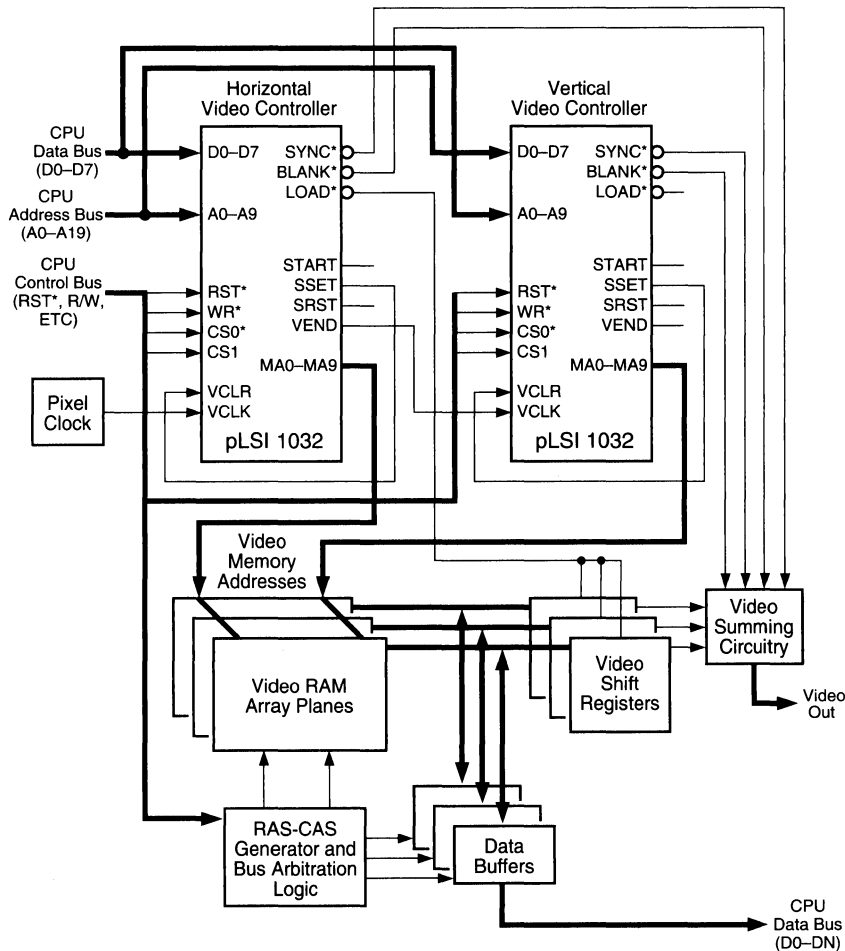 Horizontal
Video Controller
Vertical
Video Controller
CPU
Data Bus
(D0–D7)
CPU
Address Bus
(A0–A19)
CPU
Control Bus
(RST*, R/W,
ETC)
Pixel
Clock
D0–D7
A0–A9
RST*
WR*
CS0*
CS1
VCLR
VCLK
SYNC*
BLANK*
LOAD*
START
SSET
SRST
VEND
MA0–MA9
pLSI 1032
D0–D7
A0–A9
RST*
WR*
CS0*
CS1
VCLR
VCLK
SYNC*
BLANK*
LOAD*
START
SSET
SRST
VEND
MA0–MA9
pLSI 1032
Video
Memory
Addresses
Video RAM
Array Planes
Video
Shift
Registers
Video
Summing
Circuitry
Video
Out
RAS-CAS
Generator and
Bus Arbitration
Logic
Data
Buffers
CPU
Data Bus
(D0–DN)